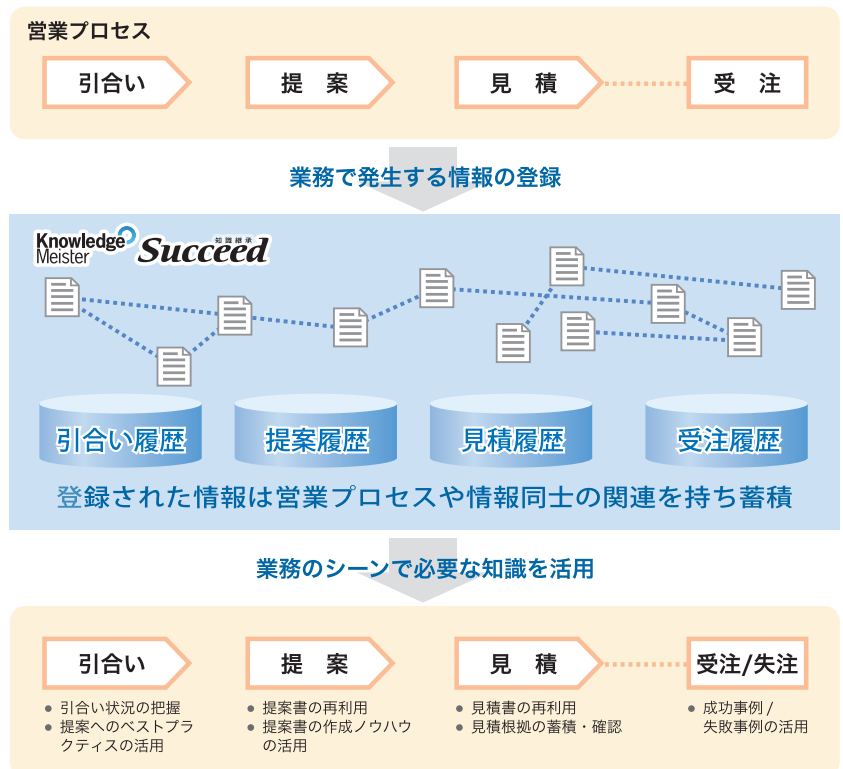 営業プロセス
引合い
提　案
見　積
受　注
業務で発生する情報の登録
Knowledge
Meister
知識継承
Succeed
引合い履歴
提案履歴
見積履歴
受注履歴
登録された情報は営業プロセスや情報同士の関連を持ち蓄積
業務のシーンで必要な知識を活用
引合い
提　案
見　積
受注/失注
● 引合い状況の把握
● 提案へのベストプラ
クティスの活用
● 提案書の再利用
● 提案書の作成ノウハウ
の活用
● 見積書の再利用
● 見積根拠の蓄積・確認
● 成功事例 /
失敗事例の活用